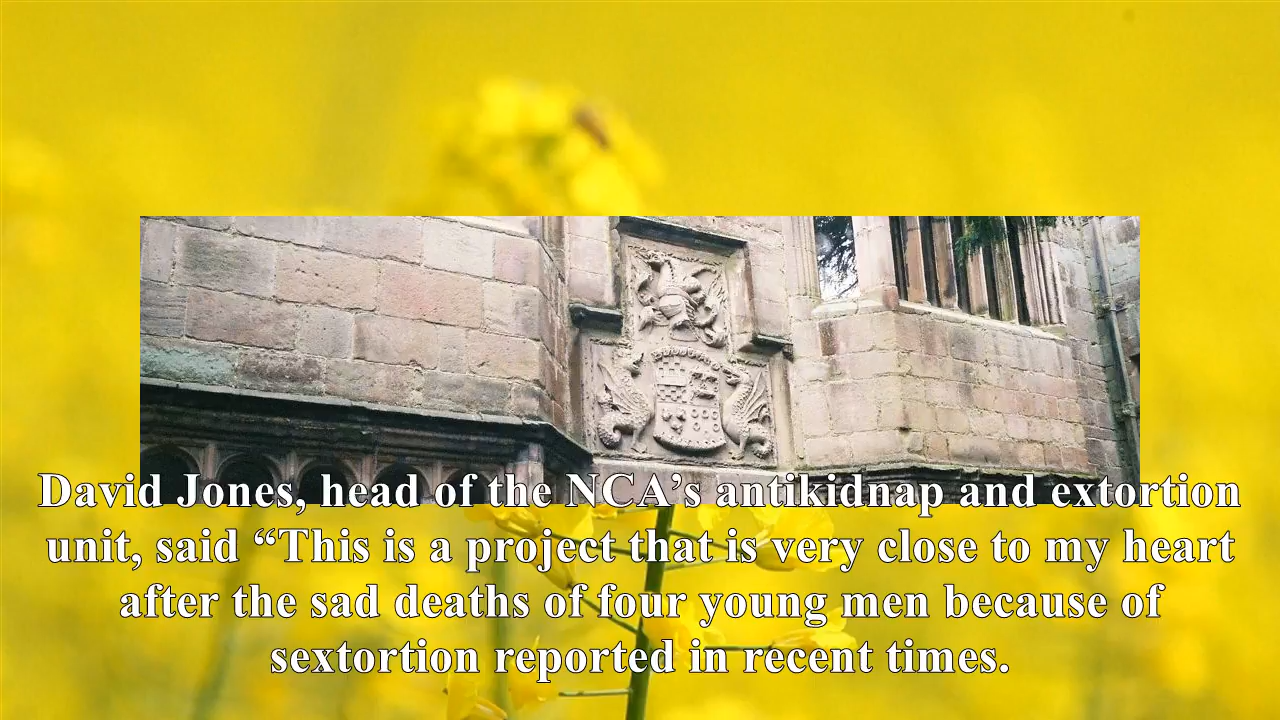 David Jones, head of the NCA’s antikidnap and extortion
unit, said “This is a project that is very close to my heart
after the sad deaths of four young men because of
sextortion reported in recent times.